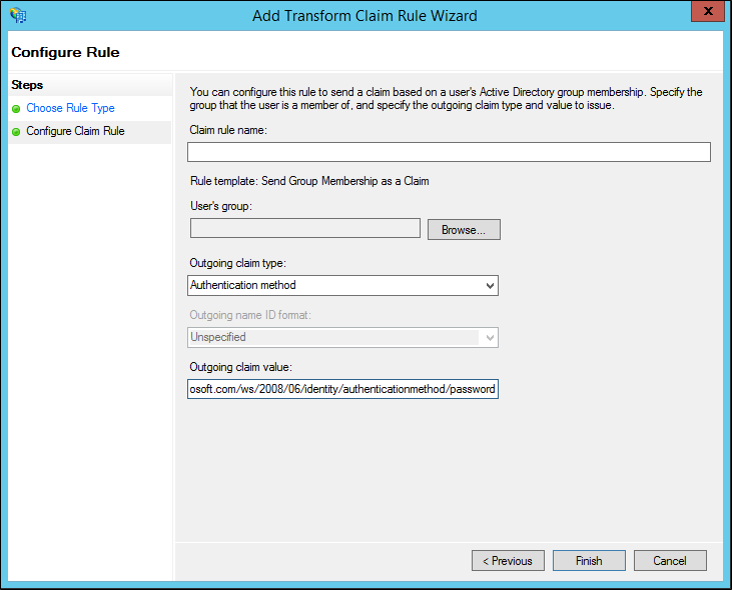 Add Transform Claim Rule Wizard
x
Configure Rule
Steps
Choose Rule Type
Configure Claim Rule
You can configure this rule to send a claim based on a user's Active Directory group membership. Specify the
group that the user is a member of, and specify the outgoing claim type and value to issue.
Claim rule name:
Rule template: Send Group Membership as a Claim
User's group:
Browse...
Outgoing claim type:
Authentication method
Outgoing name ID format:
Unspecified
Outgoing claim value:
osoft.com/ws/2008/06/identity/authenticationmethod/password
< Previous
Finish
Cancel